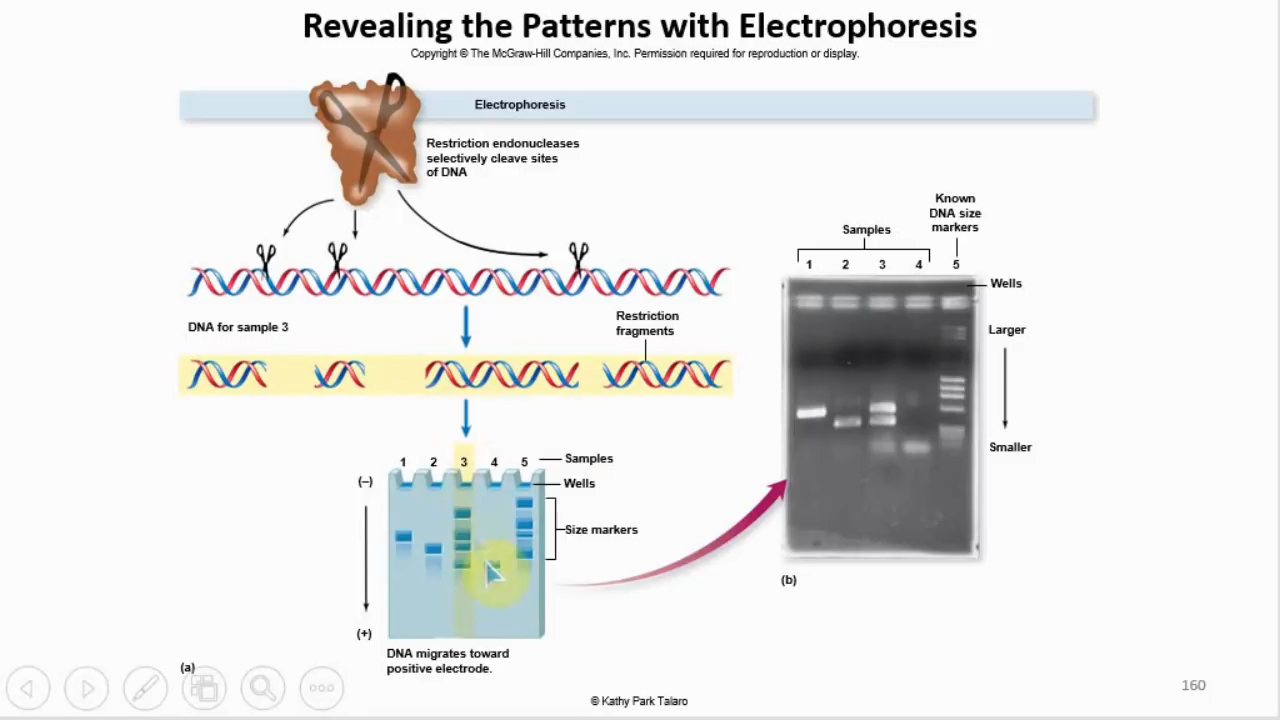 Revealing the Patterns with Electrophoresis
Copyright © The McGraw-Hill Companies, Inc. Permission required for reproduction or display.
Electrophoresis
Restriction endonucleases
selectively cleave sites
of DNA
DNA for sample 3
Restriction
fragments
1 2 3 4 5
Samples
Wells
Size markers
(–)
(+)
DNA migrates toward
positive electrode.
(a)
Known
DNA size
markers
Samples
1 2 3 4 5
Wells
Larger
Smaller
(b)
© Kathy Park Talaro
160